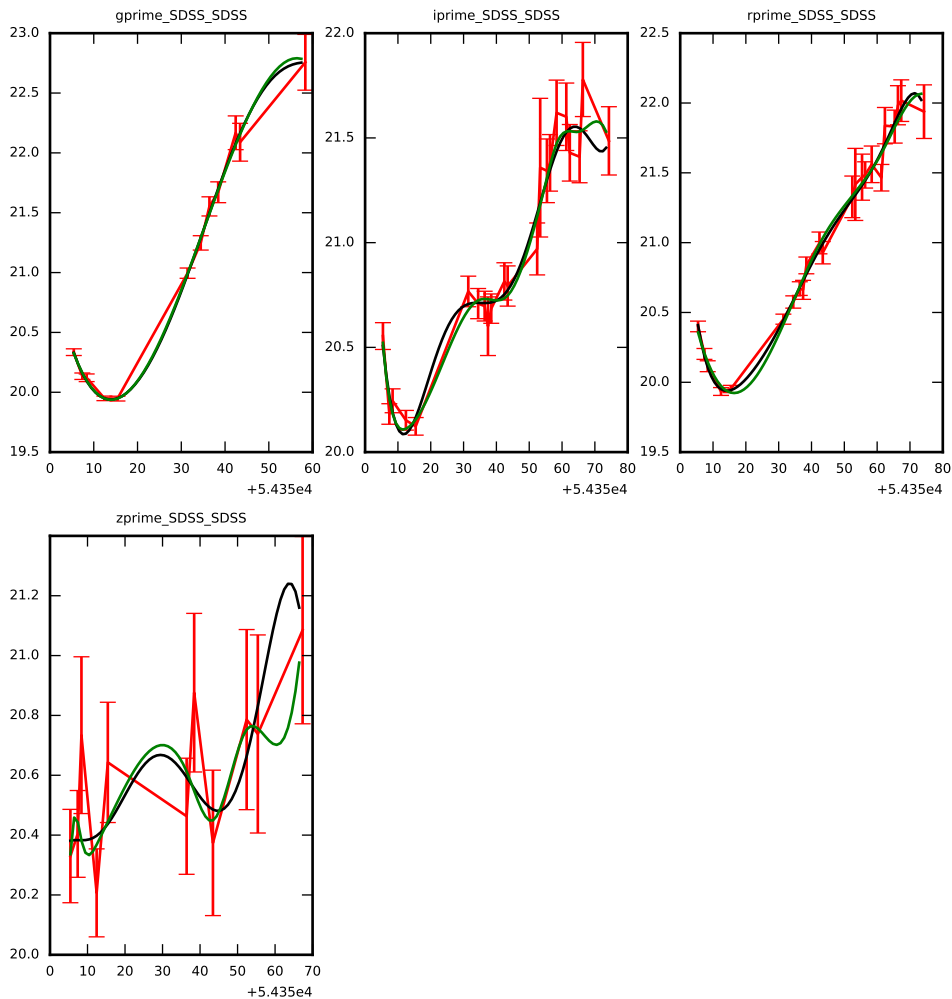 gprime_SDSS_SDSS
iprime_SDSS_SDSS
rprime_SDSS_SDSS
23.0
22.5
22.0
21.5
21.0
20.5
20.0
19.5
0 10 20 30 40 50 60
+5.435e4
22.0
21.5
21.0
20.5
20.0
0 10 20 30 40 50 60 70 80
+5.435e4
22.5
22.0
21.5
21.0
20.5
20.0
19.5
0 10 20 30 40 50 60 70 80
+5.435e4
zprime_SDSS_SDSS
21.2
21.0
20.8
20.6
20.4
20.2
20.0
0 10 20 30 40 50 60 70
+5.435e4